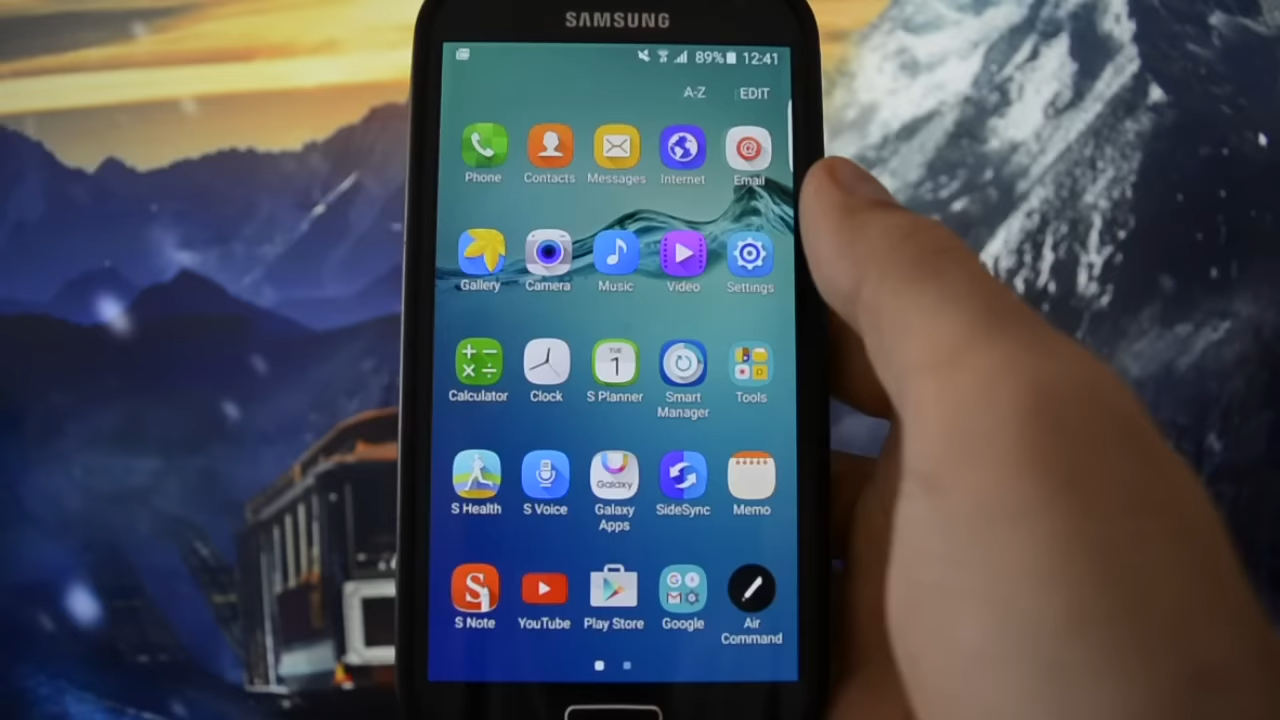 SAMSUNG
89% 12:41
A-Z EDIT
Phone Contacts Messages Internet Email
Gallery Camera Music Video Settings
TUE
1
Calculator Clock S Planner Smart Manager Tools
Galaxy
S Health S Voice Galaxy Apps SideSync Memo
S
S Note YouTube Play Store Google Air Command